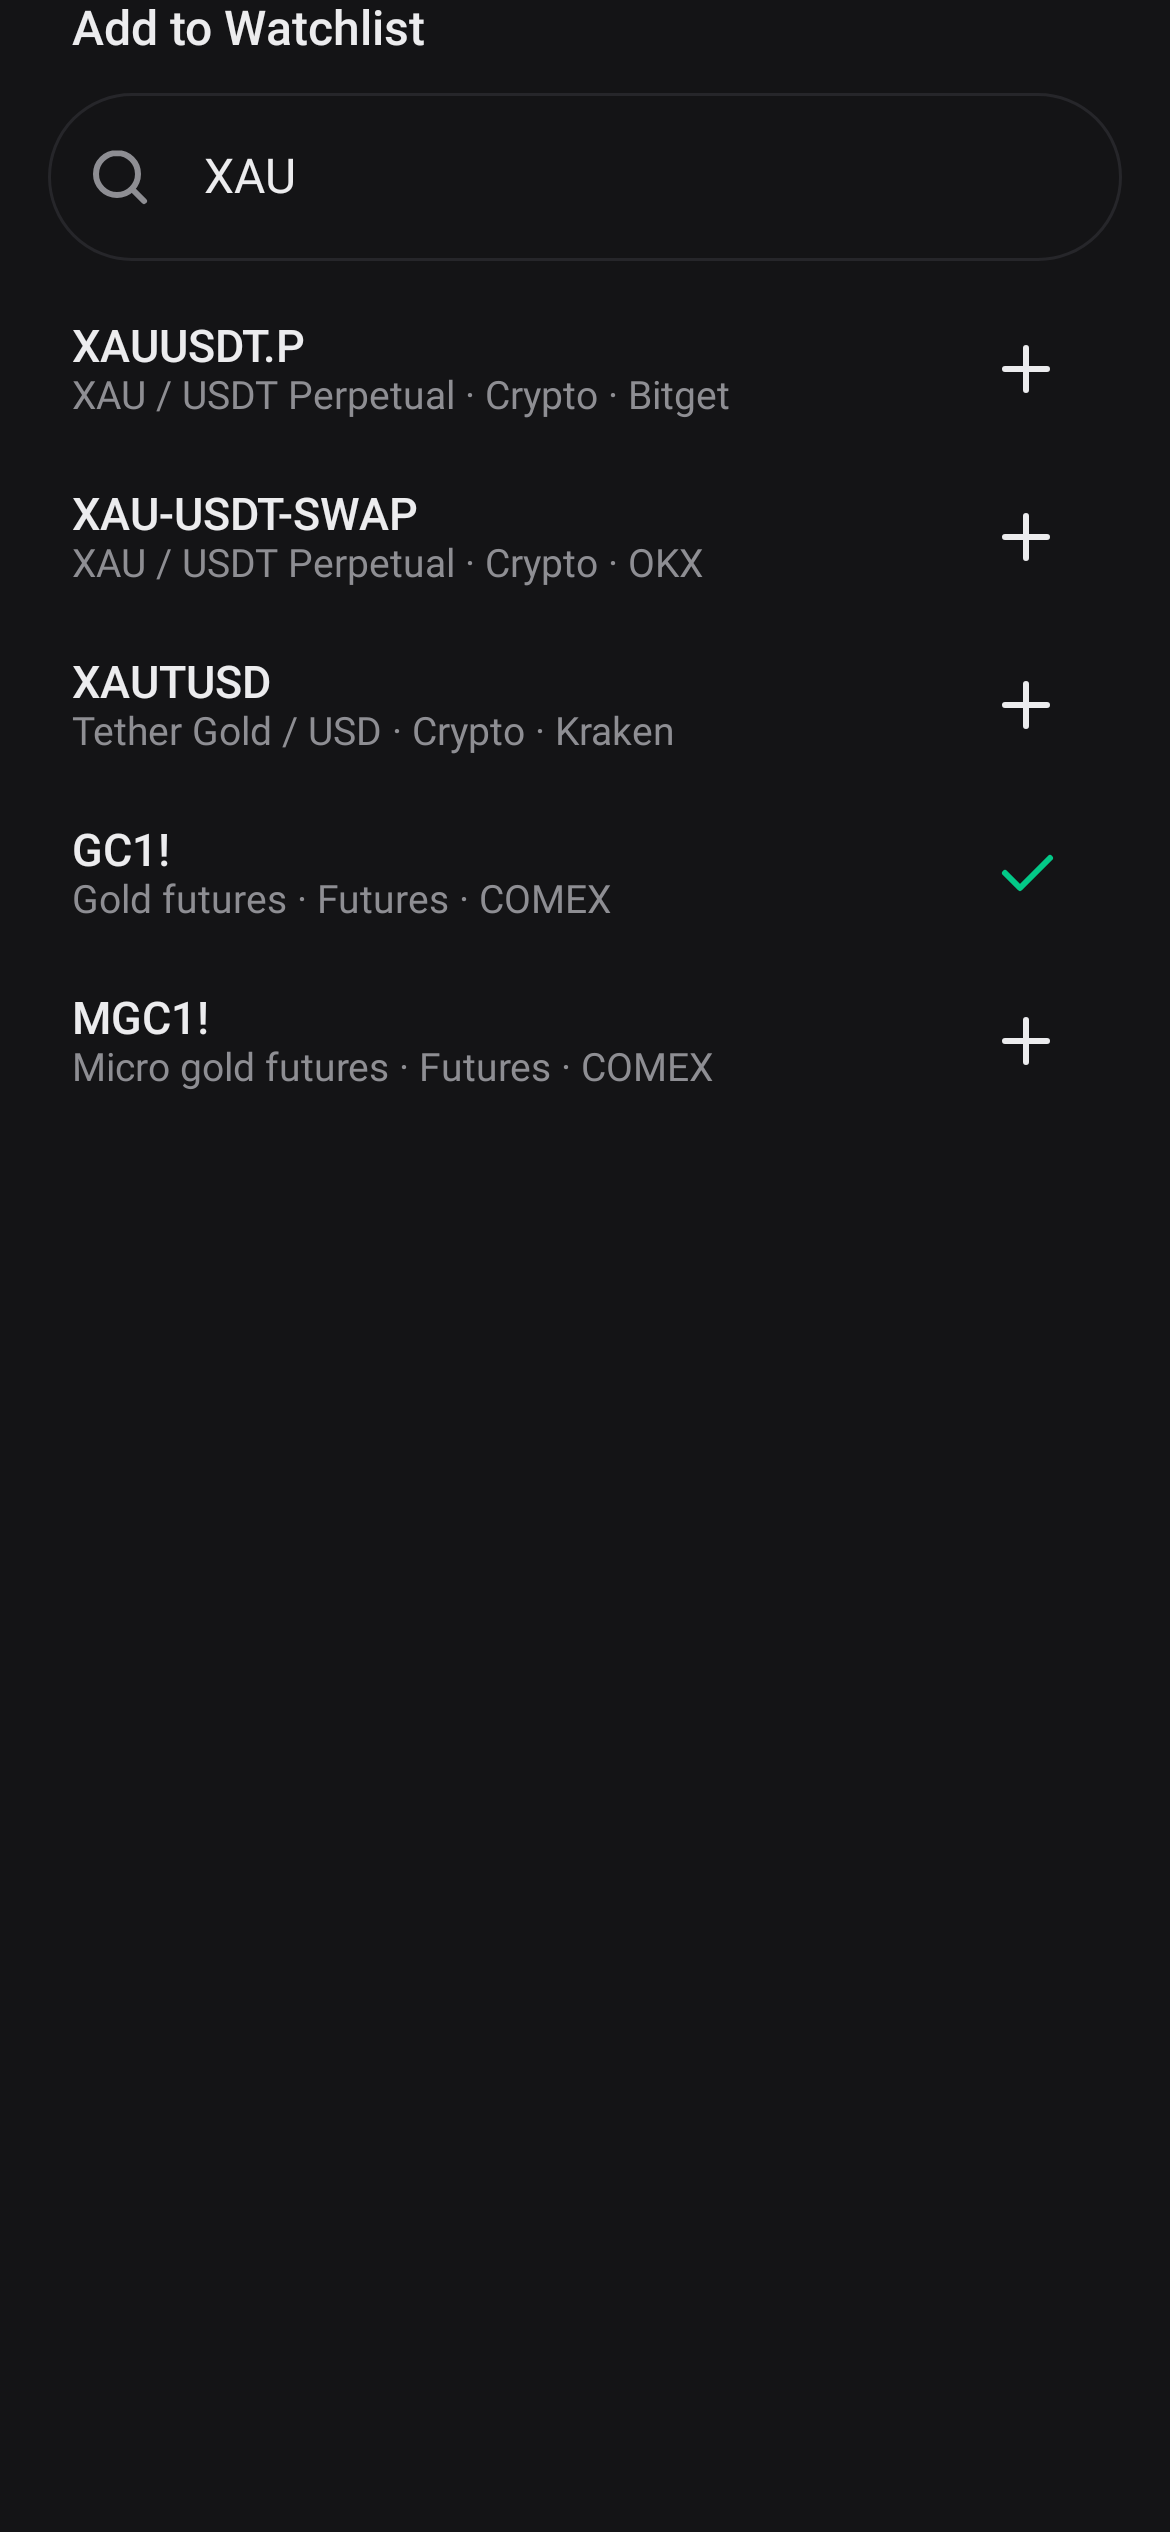 Add to Watchlist
XAU
XAUUSDT.P
XAU / USDT Perpetual · Crypto · Bitget
XAU-USDT-SWAP
XAU / USDT Perpetual · Crypto · OKX
XAUTUSD
Tether Gold / USD · Crypto · Kraken
GC1!
Gold futures · Futures · COMEX
MGC1!
Micro gold futures · Futures · COMEX